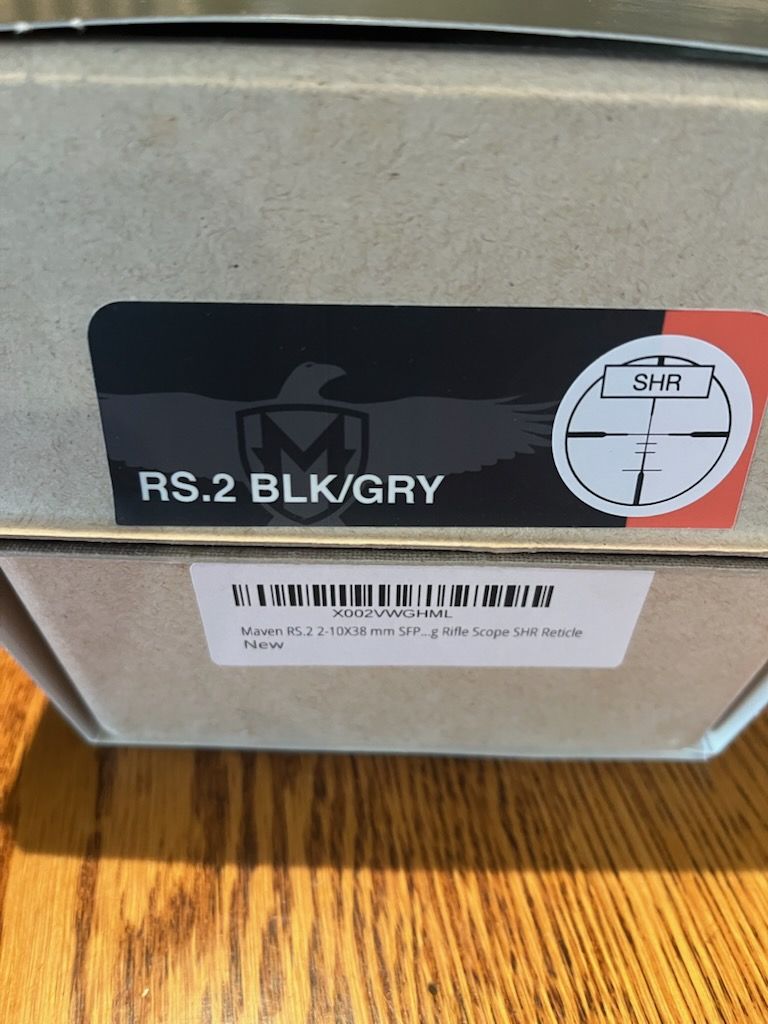 SHR
RS.2 BLK/GRY
X002VWGHML
Maven RS.2 2-10X38 mm SFP...g Rifle Scope SHR Reticle
New